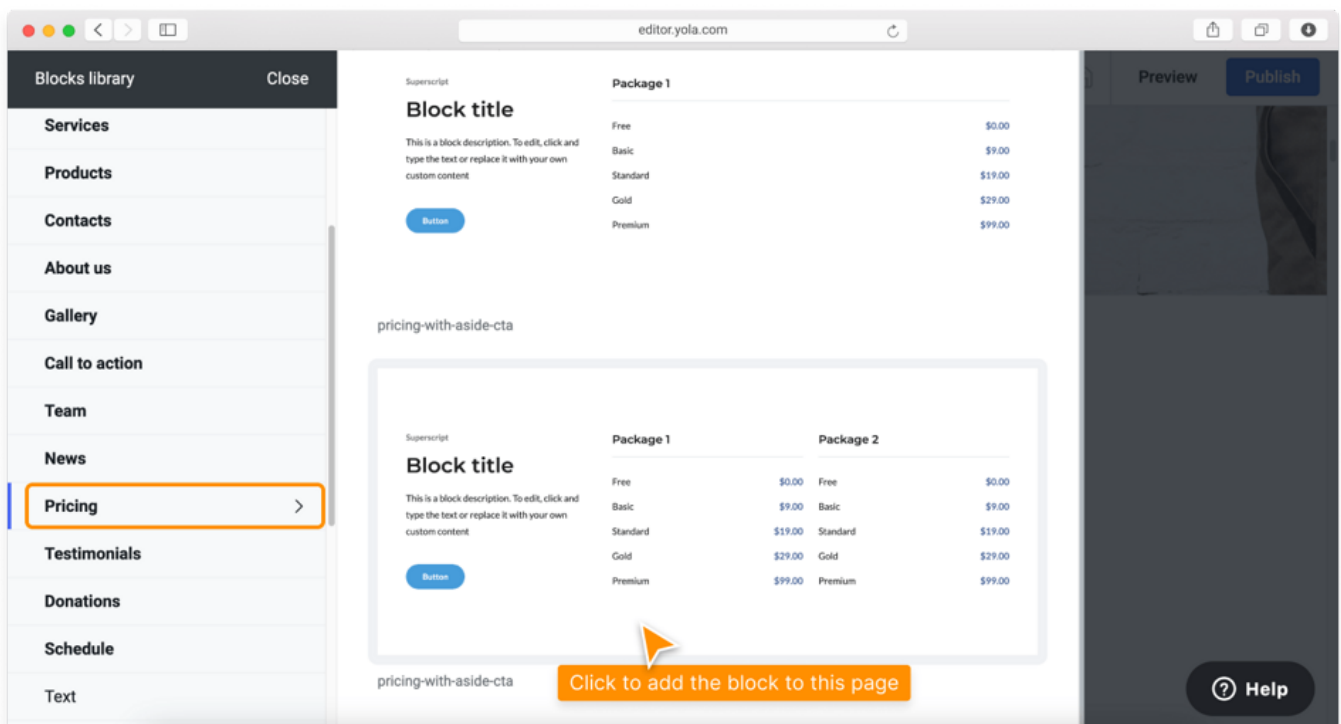 editor.yola.com
Blocks library
Close
Services
Products
Contacts
About us
Gallery
Call to action
Team
News
Pricing
Testimonials
Donations
Schedule
Text
Superscript
Block title
This is a block description. To edit, click and
type the text or replace it with your own
custom content
Button
Package 1
Free $0.00
Basic $9.00
Standard $19.00
Gold $29.00
Premium $99.00
pricing-with-aside-cta
Superscript
Block title
This is a block description. To edit, click and
type the text or replace it with your own
custom content
Button
Package 1
Free $0.00
Basic $9.00
Standard $19.00
Gold $29.00
Premium $99.00
Package 2
Free $0.00
Basic $9.00
Standard $19.00
Gold $29.00
Premium $99.00
pricing-with-aside-cta
Click to add the block to this page
Preview
Publish
Help